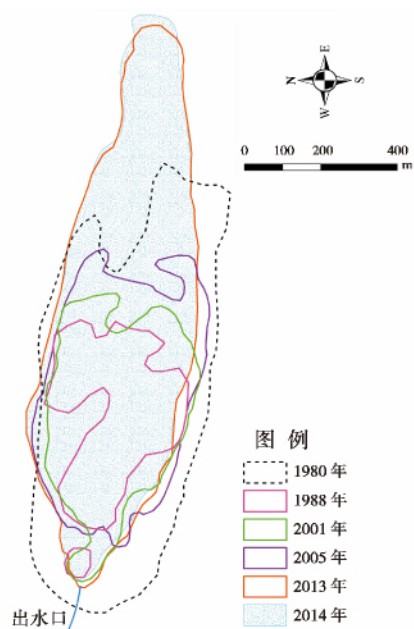 E
N
S
W
0 100 200 400
m
图 例
1980 年
1988 年
2001 年
2005 年
2013 年
2014 年
出水口